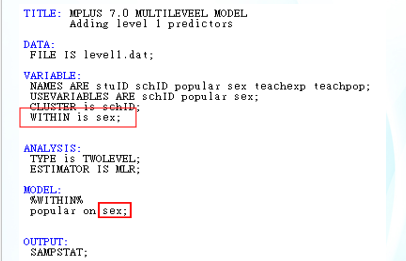 TITLE: MPLUS 7.0 MULTILEVEEL MODEL
Adding level 1 predictors
DATA:
FILE IS level1.dat;
VARIABLE:
NAMES ARE stuID schID popular sex teachexp teachpop;
USEVARIABLES ARE schID popular sex;
CLUSTER is schID;
WITHIN is sex;
ANALYSIS:
TYPE is TWOLEVEL;
ESTIMATOR IS MLR;
MODEL:
%WITHIN%
popular on sex;
OUTPUT:
SAMPSTAT;